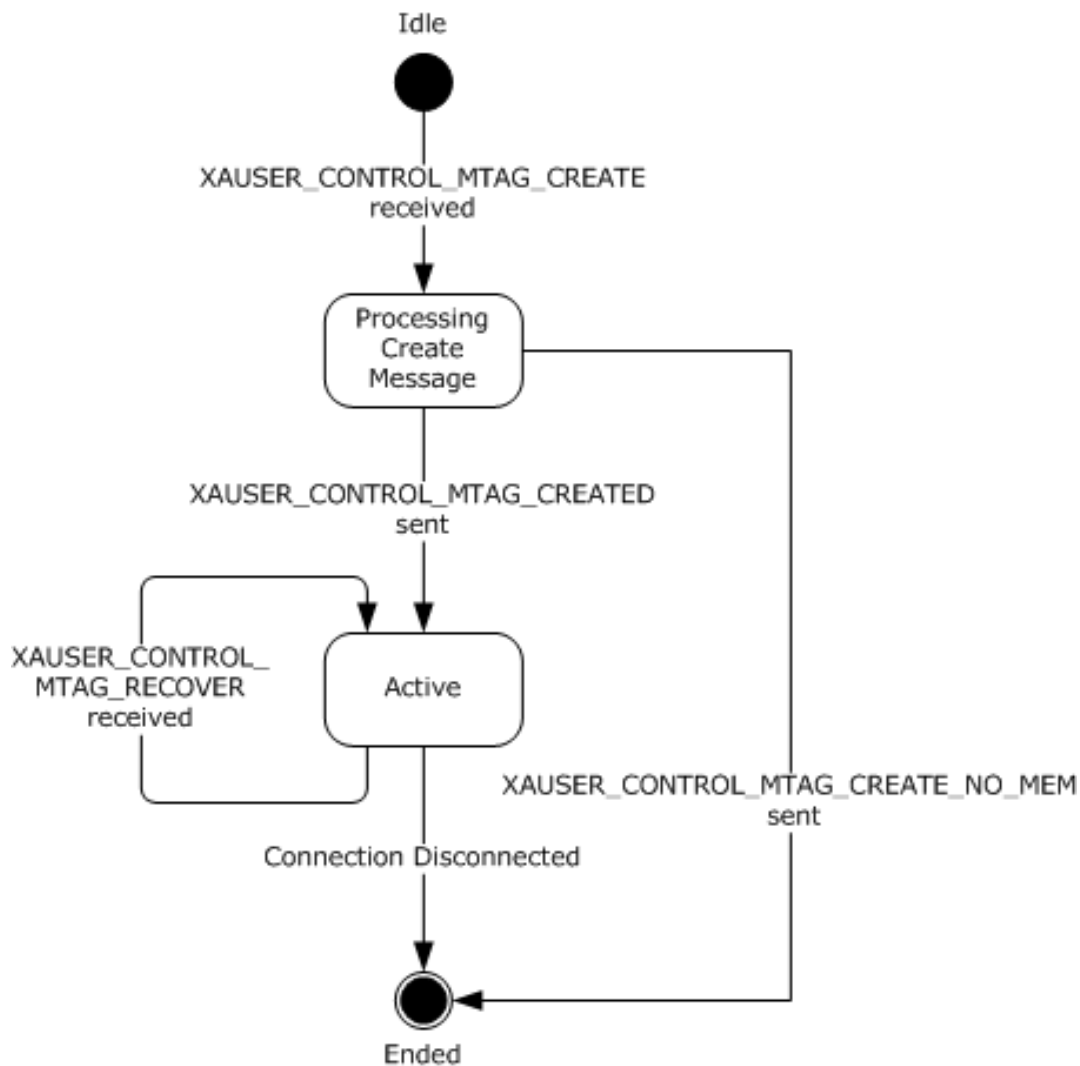 Idle
XAUSER_CONTROL_MTAG_CREATE
received
Processing
Create
Message
XAUSER_CONTROL_MTAG_CREATED
sent
XAUSER_CONTROL_
MTAG_RECOVER
received
Active
XAUSER_CONTROL_MTAG_CREATE_NO_MEM
sent
Connection Disconnected
Ended